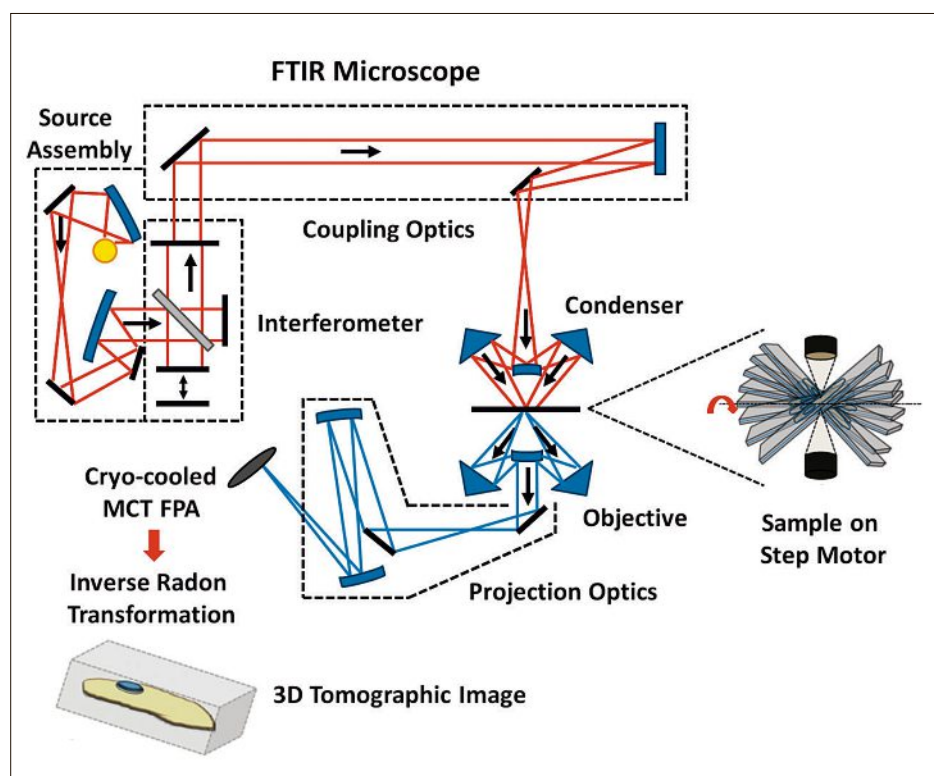 FTIR Microscope
Source
Assembly
Coupling Optics
Condenser
Interferometer
Cryo-cooled
MCT FPA
Objective
Sample on
Step Motor
Projection Optics
Inverse Radon
Transformation
3D Tomographic Image